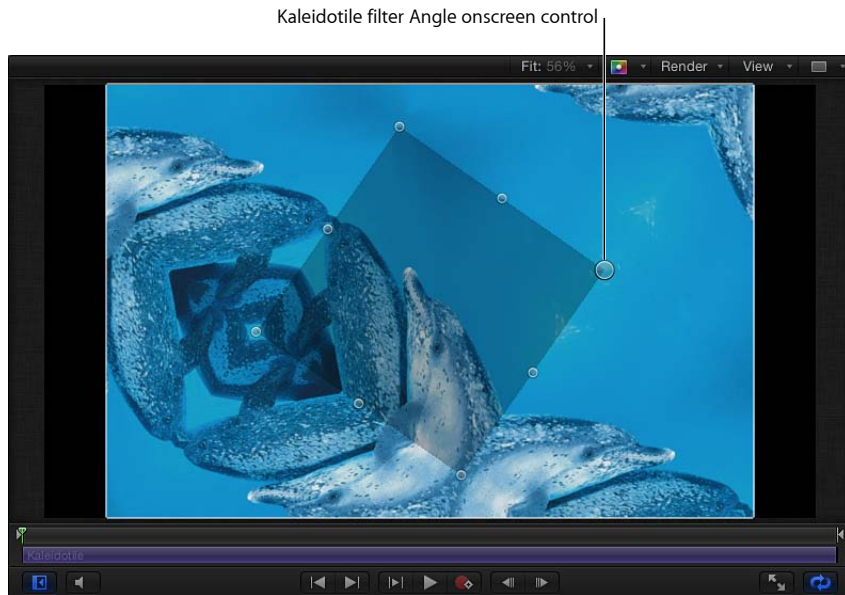 Kaleidotile filter Angle onscreen control
Fit: 56% Render View
Kaleidotile